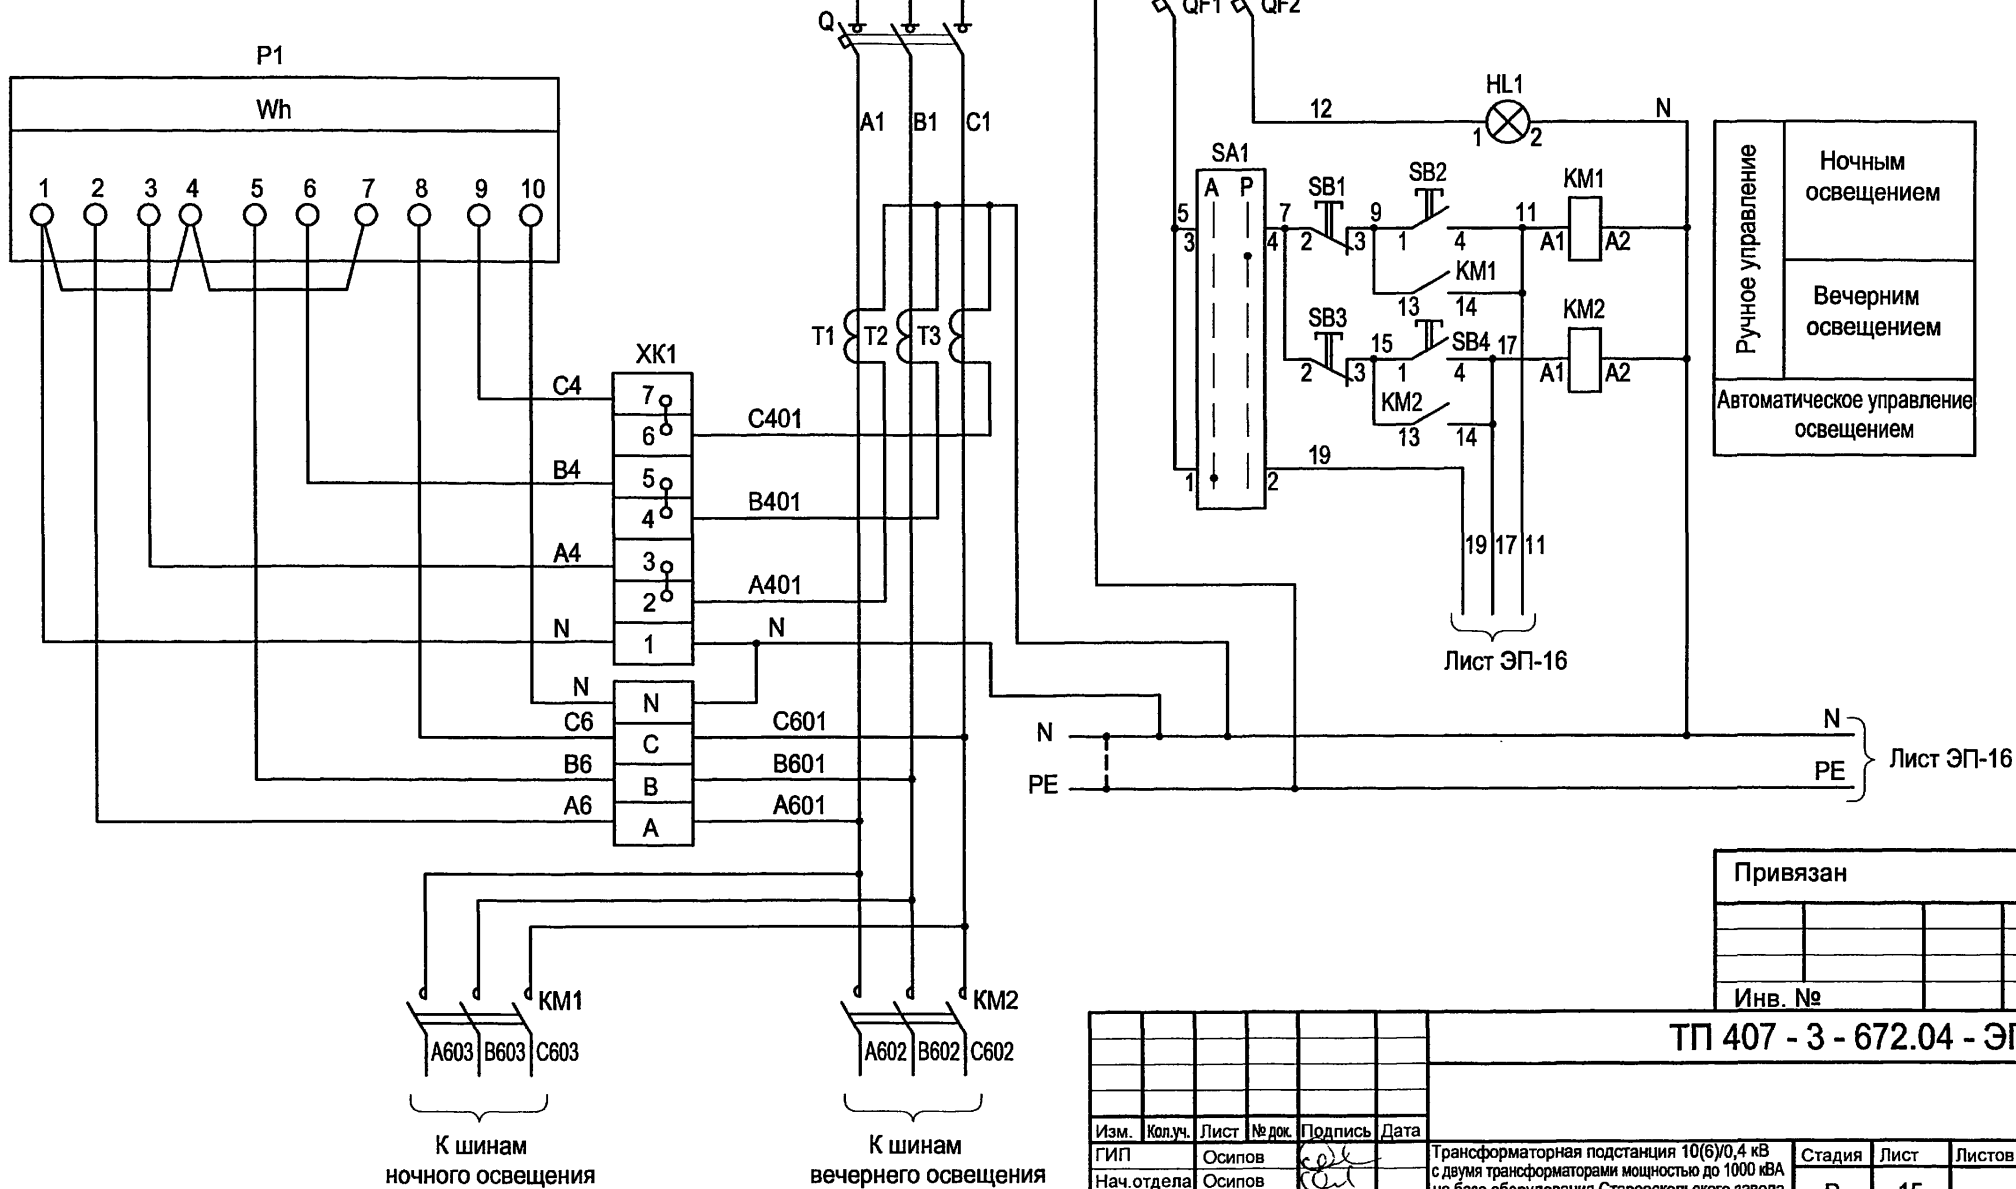 Q
QF1
QF2
P1
Wh
1 2 3 4 5 6 7 8 9 10
A1 B1 C1
12
HL1
1 2
N
SA1
A P
5
3
7
4
SB1
2 3
9
SB2
1 4
11
KM1
A1 A2
KM1
13 14
SB3
2 3
15
SB4
1 4
17
KM2
A1 A2
KM2
13 14
19
1 2
19 17 11
Лист ЭП-16
Ручное управление
Ночным
освещением
Вечерним
освещением
Автоматическое управление
освещением
T1 T2 T3
XK1
C4
7
6
C401
B4
5
4
B401
A4
3
2
A401
N
1
N
N
N
C6
C
C601
B6
B
B601
A6
A
A601
N
N
PE
PE
Лист ЭП-16
KM1
A603 B603 C603
К шинам
ночного освещения
KM2
A602 B602 C602
К шинам
вечернего освещения
Привязан
Инв. №
ТП 407 - 3 - 672.04 - ЭП
Изм. Кол.уч. Лист № док. Подпись Дата
ГИП Осипов
Нач.отдела Осипов
Трансформаторная подстанция 10(6)/0,4 кВ
с двумя трансформаторами мощностью до 1000 кВА
на базе оборудования Старооскольского завода
Стадия Лист Листов
Р 15